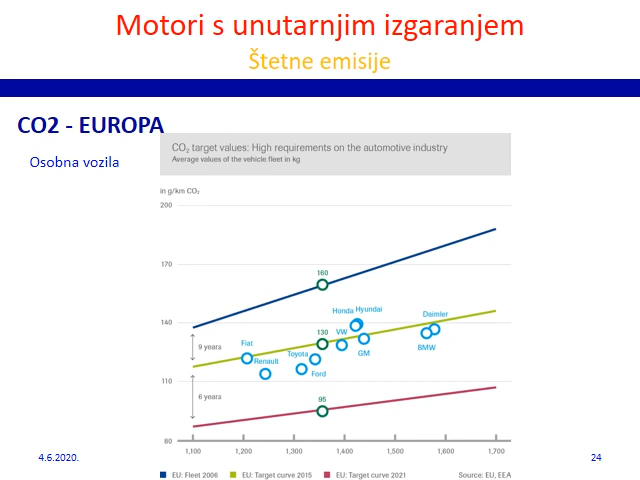 Motori s unutarnjim izgaranjem
Štetne emisije
CO2 - EUROPA
Osobna vozila
CO₂ target values: High requirements on the automotive industry
Average values of the vehicle fleet in kg
in g/km CO₂
200
170
140
110
80
160
130
95
Honda Hyundai
Daimler
VW
GM
BMW
Fiat
Renault
Toyota
Ford
9 years
6 years
1,100 1,200 1,300 1,400 1,500 1,600 1,700
EU: Fleet 2006 EU: Target curve 2015 EU: Target curve 2021 Source: EU, EEA
4.6.2020.
24